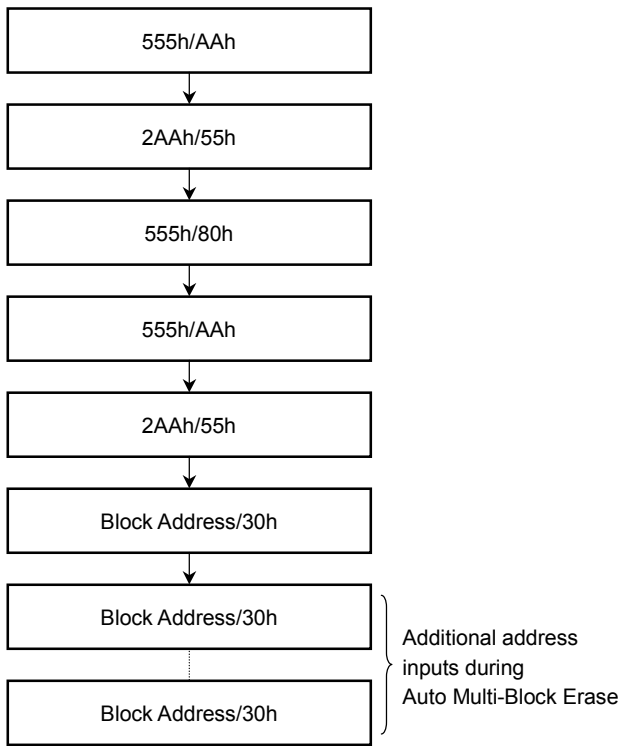 555h/AAh
2AAh/55h
555h/80h
555h/AAh
2AAh/55h
Block Address/30h
Block Address/30h
Additional address
inputs during
Auto Multi-Block Erase
Block Address/30h